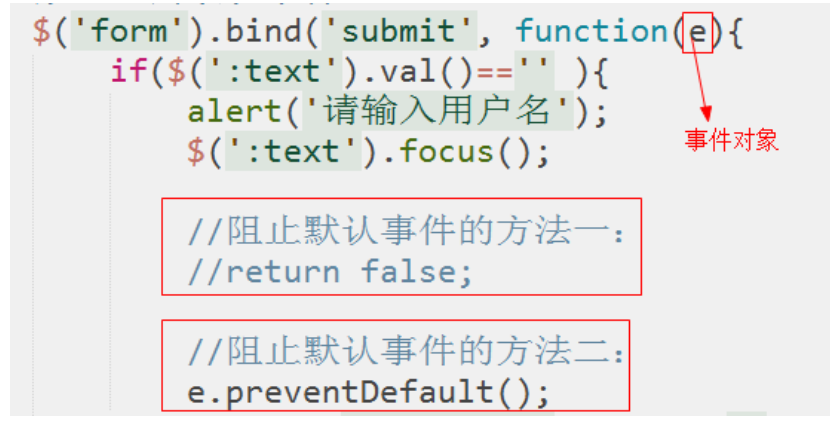 $('form').bind('submit', function(e){
if($(':text').val()=='' ){
alert('请输入用户名');
$(':text').focus();
事件对象
//阻止默认事件的方法一：
//return false;
//阻止默认事件的方法二：
e.preventDefault();